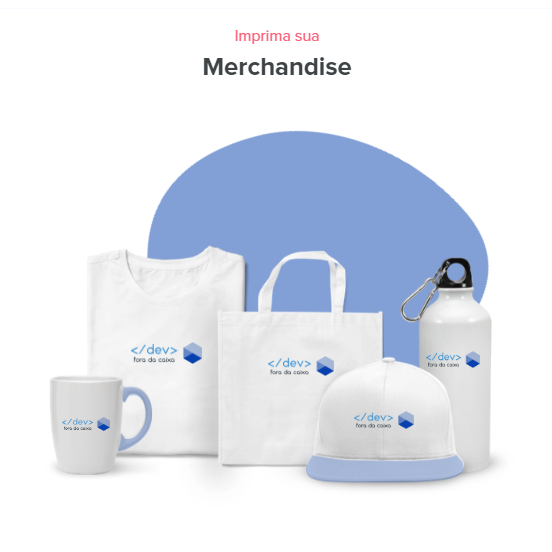 Imprima sua
Merchandise
</dev>
fora da caixa
</dev>
fora da caixa
</dev>
fora da caixa
</dev>
fora da caixa
</dev>
fora da caixa